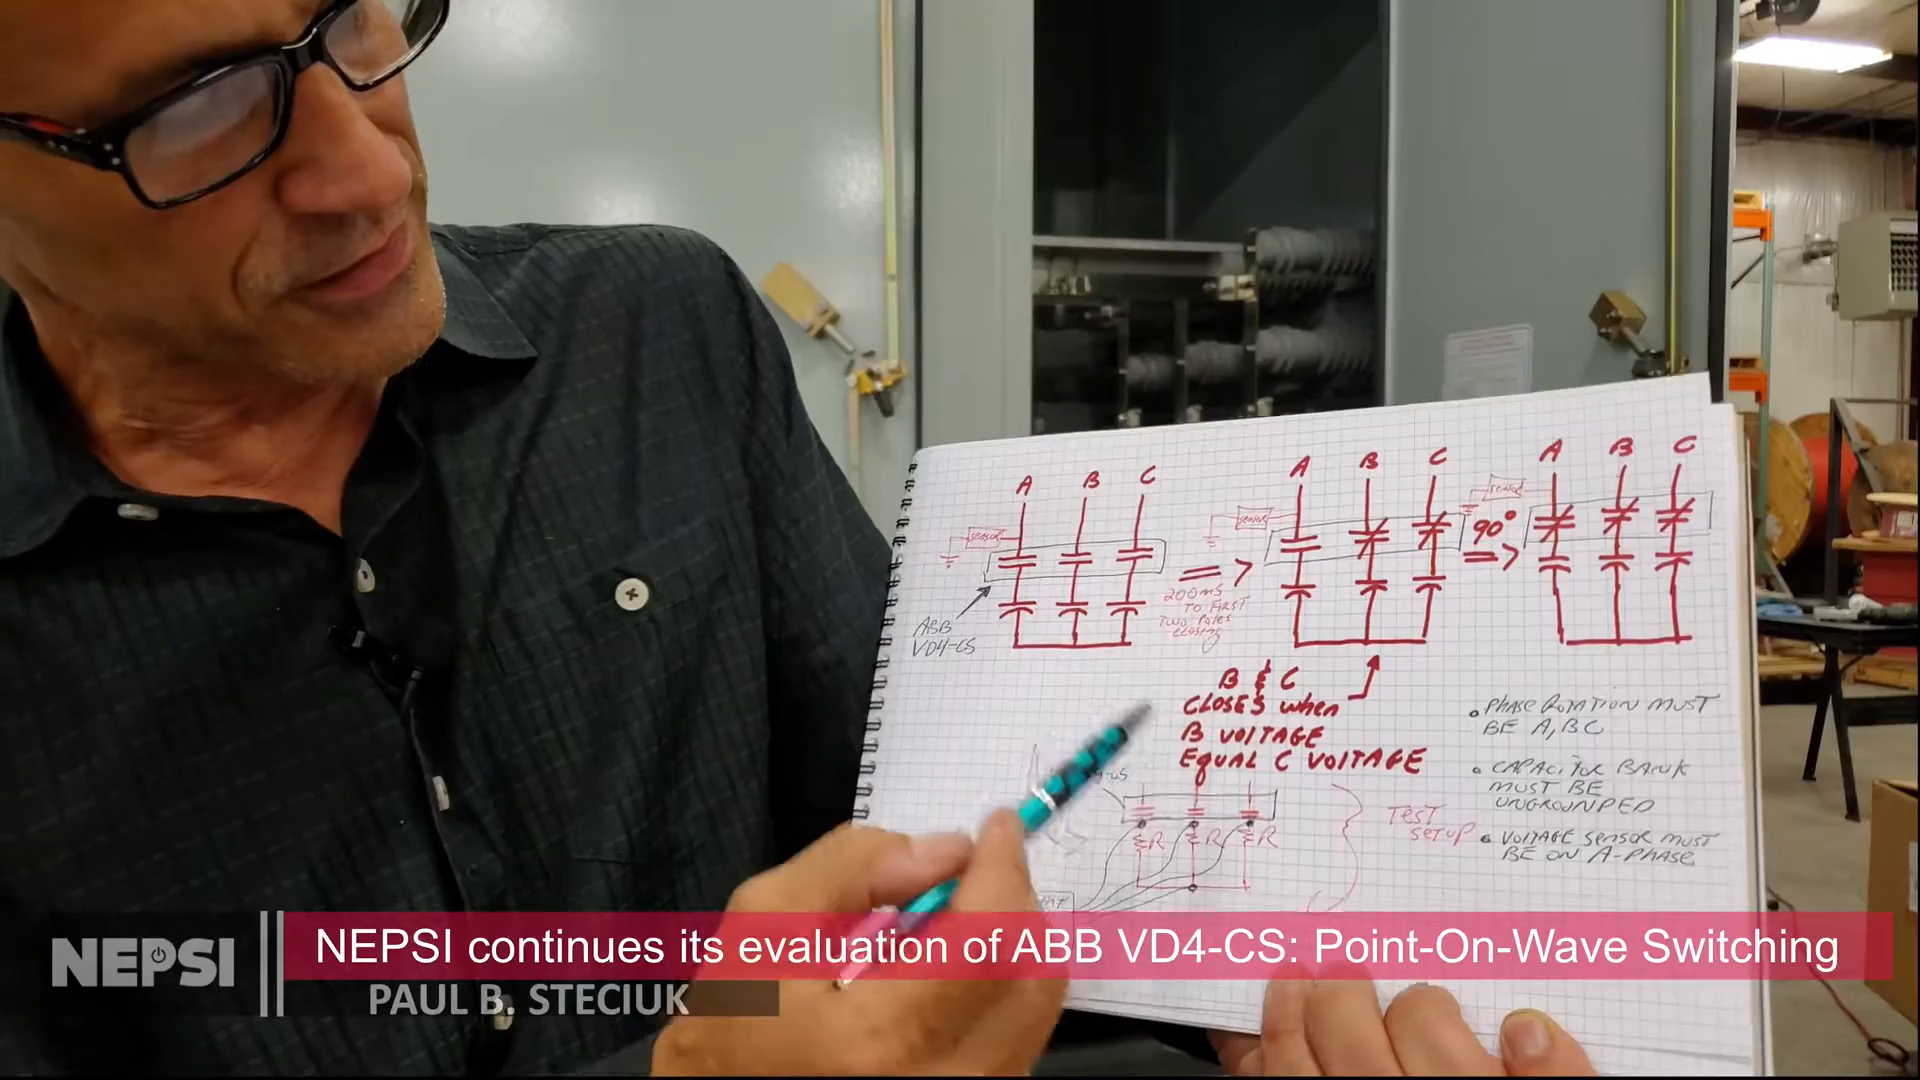 A B C
sensor
ABB
VD4-CS
=>
200ms
TO FIRST
TWO Poles
closing
A B C
sensor
90°
=>
A B C
sensor
B & C
CLOSES when
B VOLTAGE
EQUAL C VOLTAGE
• PHASE ROTATION MUST
BE A, B C
• CAPACITOR BANK
MUST BE
UNGROUNDED
• VOLTAGE SENSOR MUST
BE ON A-PHASE
R R R
TEST
SETUP
NEPSI
NEPSI continues its evaluation of ABB VD4-CS: Point-On-Wave Switching
PAUL B. STECIUK